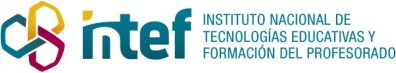 intef
INSTITUTO NACIONAL DE
TECNOLOGÍAS EDUCATIVAS Y
FORMACIÓN DEL PROFESORADO